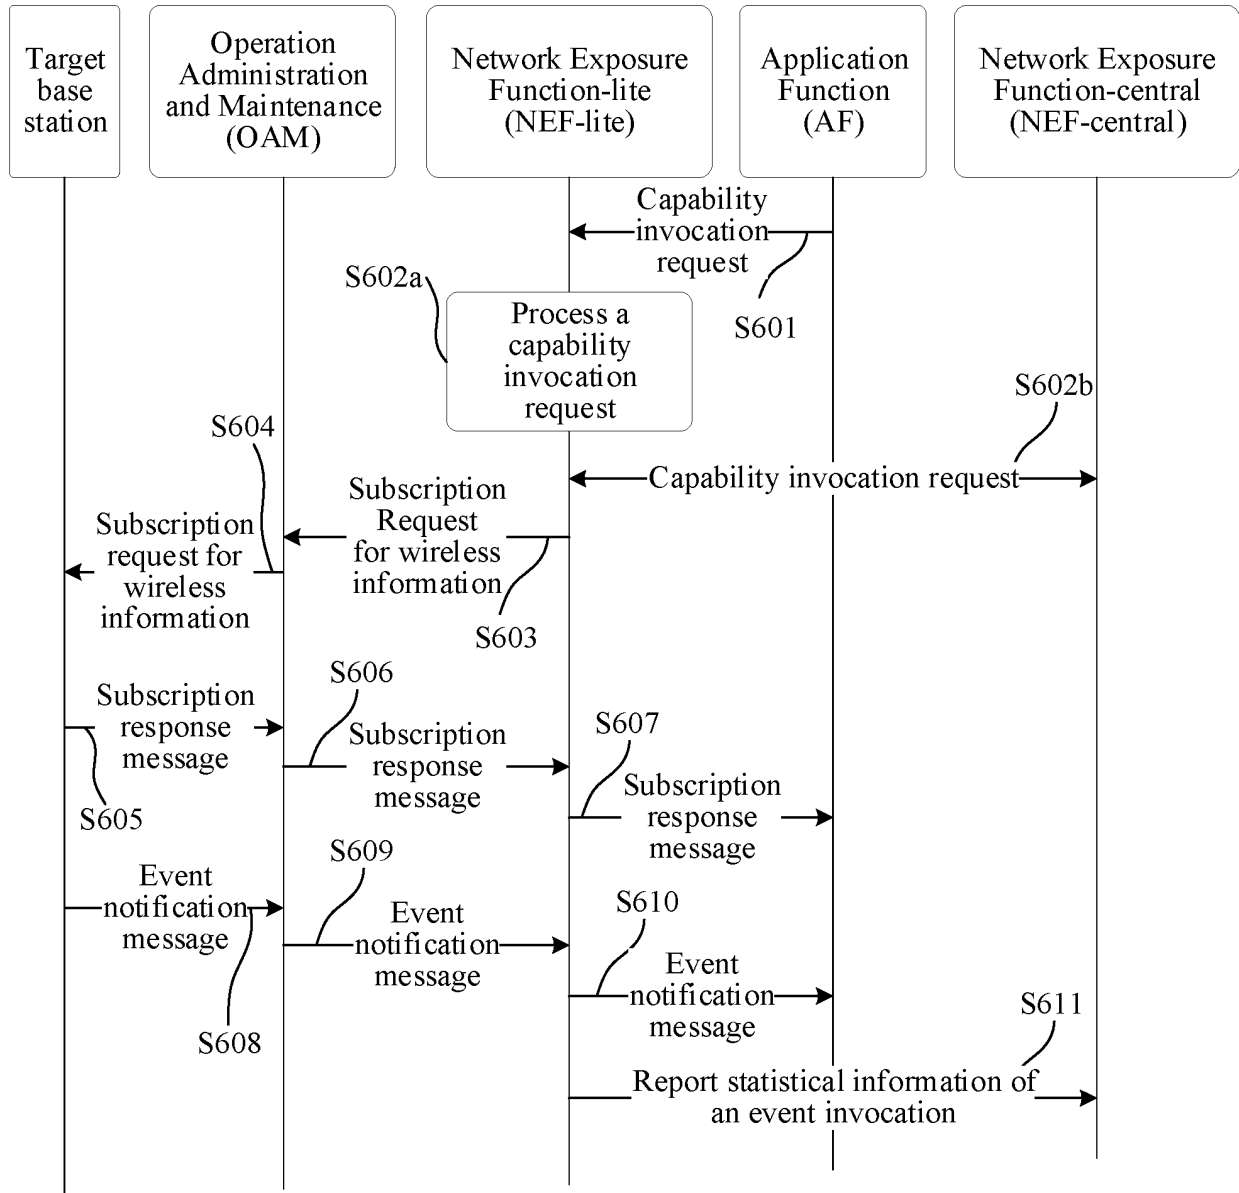 Target
base
station
Operation
Administration
and Maintenance
(OAM)
Network Exposure
Function-lite
(NEF-lite)
Application
Function
(AF)
Network Exposure
Function-central
(NEF-central)
Capability
invocation
request
S601
S602a
Process a
capability
invocation
request
S602b
Capability invocation request
S604
Subscription
Request
for wireless
information
S603
Subscription
request for
wireless
information
Subscription
response
message
S605
S606
Subscription
response
message
S607
Subscription
response
message
Event
notification
message
S608
S609
Event
notification
message
S610
Event
notification
message
S611
Report statistical information of
an event invocation